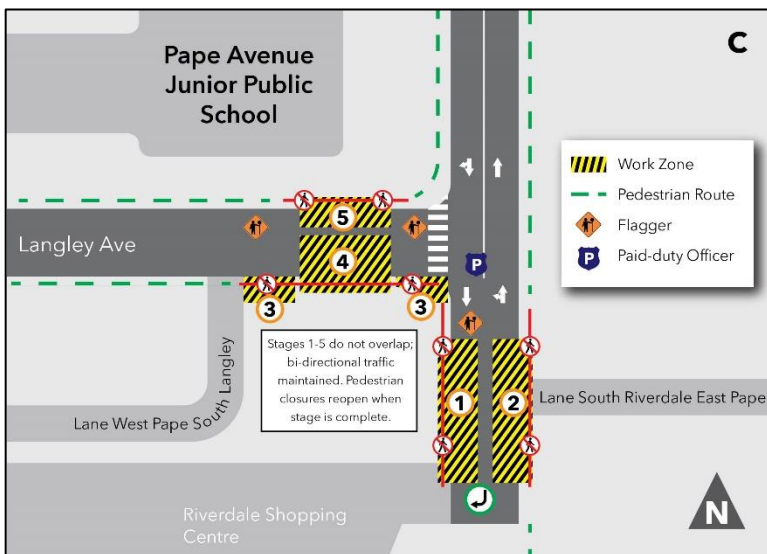 Pape Avenue
Junior Public
School
C
Work Zone
Pedestrian Route
Flagger
P
Paid-duty Officer
5
Langley Ave
4
P
3
3
Stages 1-5 do not overlap;
bi-directional traffic
maintained. Pedestrian
closures reopen when
stage is complete.
Lane West Pape South Langley
1
2
Lane South Riverdale East Pape
Riverdale Shopping
Centre
N